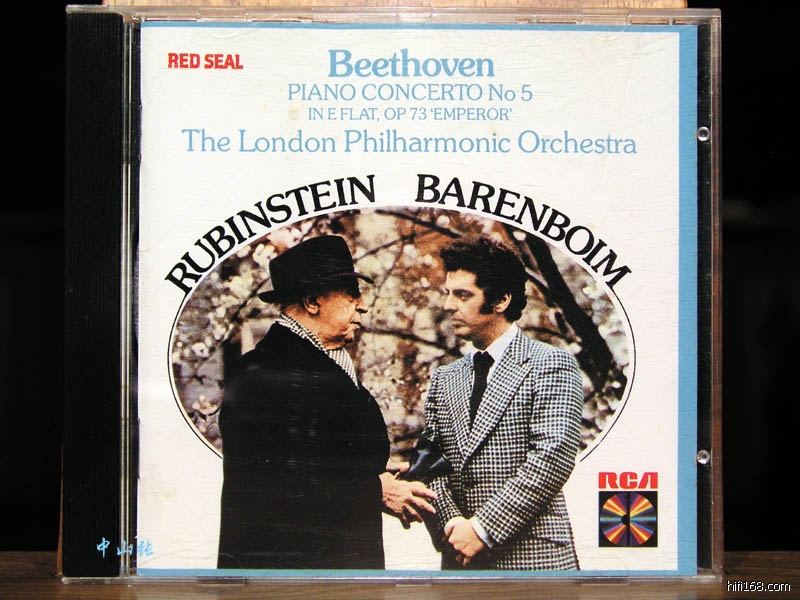 RED SEAL
Beethoven
PIANO CONCERTO No 5
IN E FLAT, OP 73 ‘EMPEROR’
The London Philharmonic Orchestra
RUBINSTEIN BARENBOIM
RCA
中山
hifi168.com